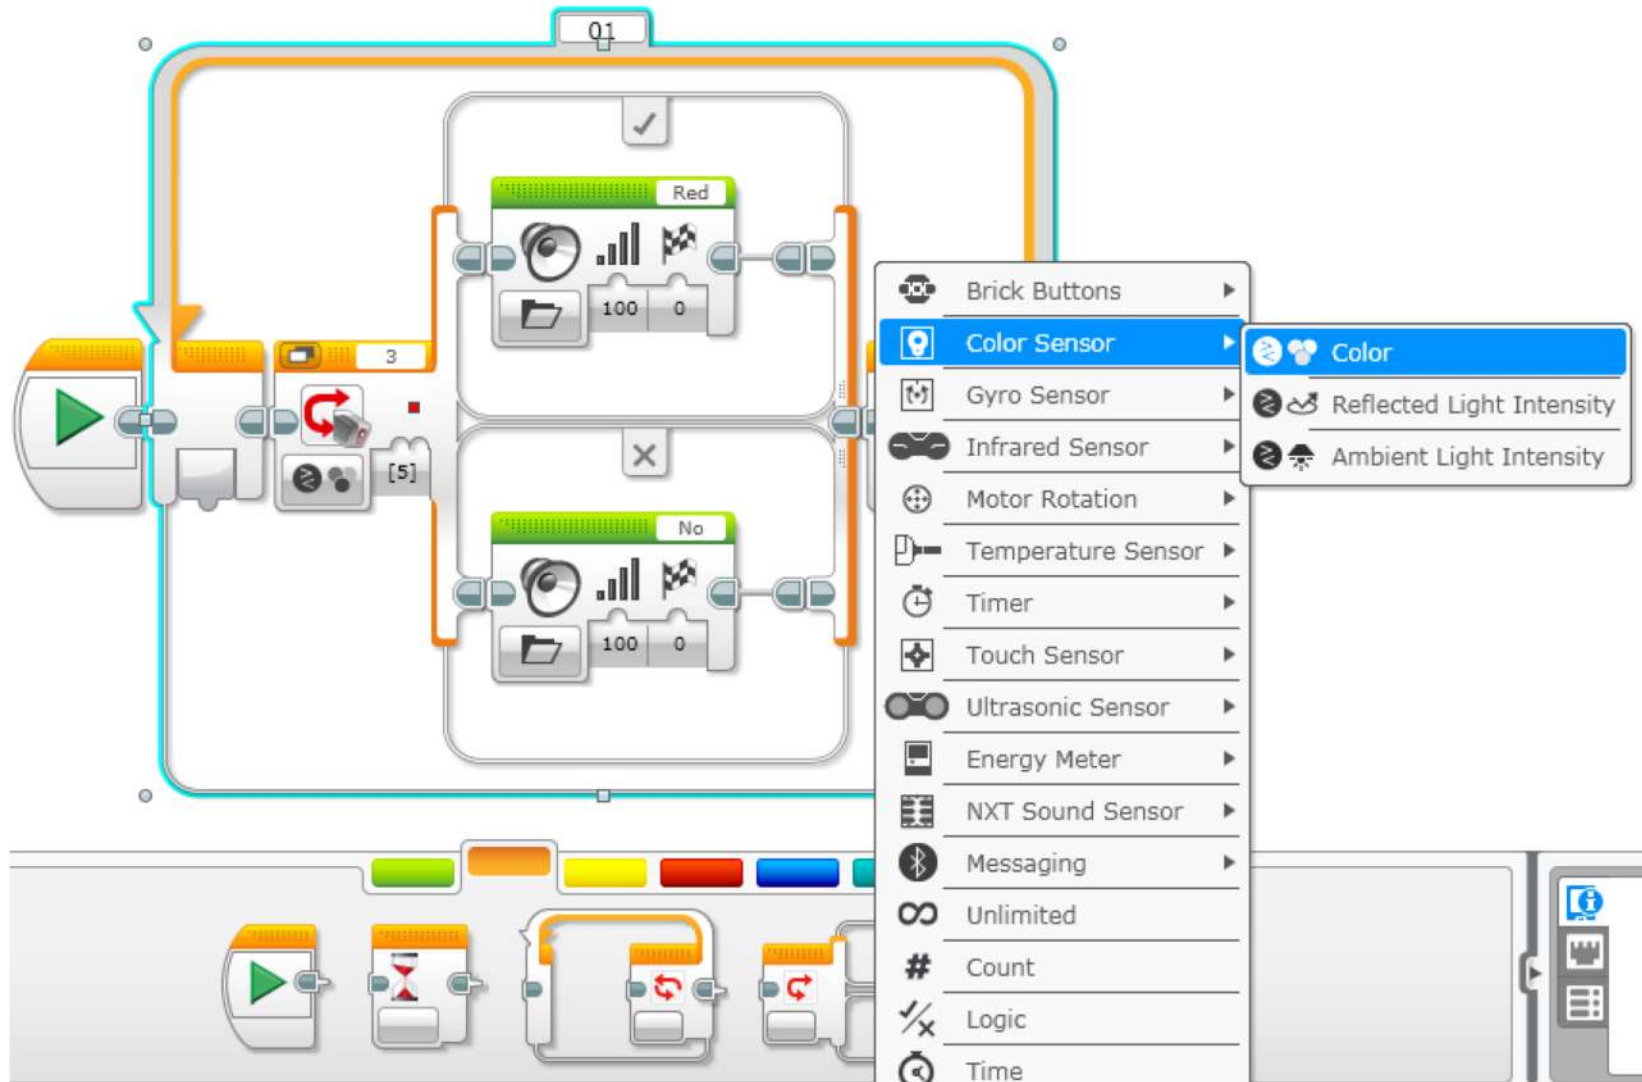 01
Red
100 0
3
[5]
No
100 0
Brick Buttons
Color Sensor
Gyro Sensor
Infrared Sensor
Motor Rotation
Temperature Sensor
Timer
Touch Sensor
Ultrasonic Sensor
Energy Meter
NXT Sound Sensor
Messaging
Unlimited
# Count
Logic
Time
Color
Reflected Light Intensity
Ambient Light Intensity